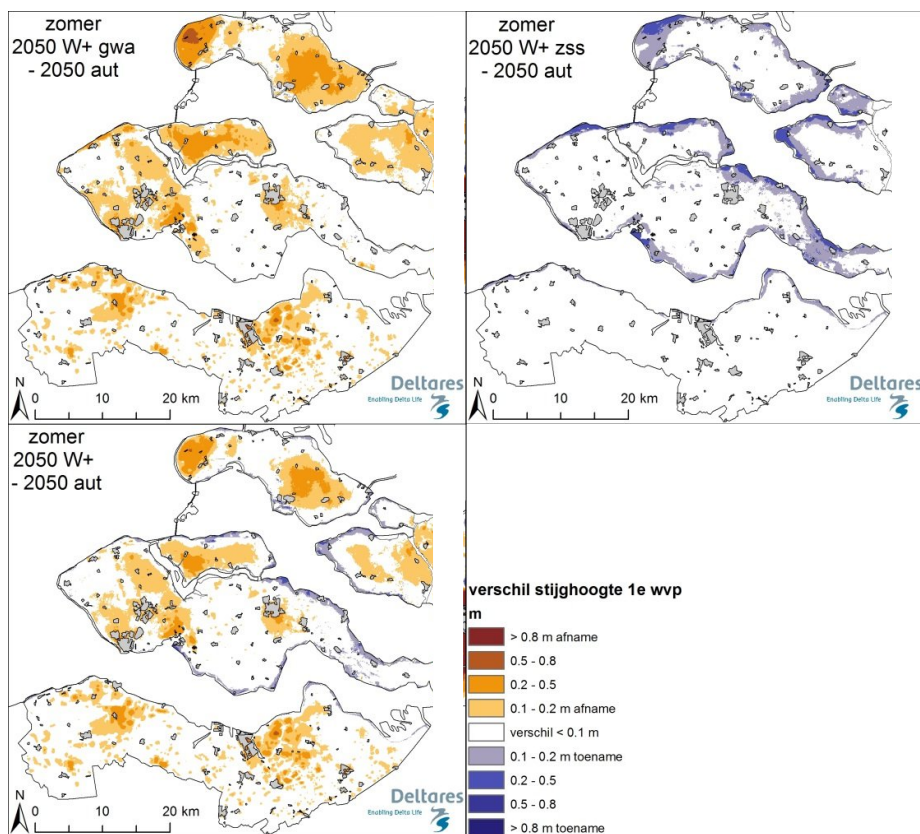 zomer
2050 W+ gwa
- 2050 aut
N
0 10 20 km
Deltares
Enabling Delta Life
zomer
2050 W+ zss
- 2050 aut
N
0 10 20 km
Deltares
Enabling Delta Life
zomer
2050 W+
- 2050 aut
N
0 10 20 km
Deltares
Enabling Delta Life
verschil stijghoogte 1e wvp
m
> 0.8 m afname
0.5 - 0.8
0.2 - 0.5
0.1 - 0.2 m afname
verschil < 0.1 m
0.1 - 0.2 m toename
0.2 - 0.5
0.5 - 0.8
> 0.8 m toename